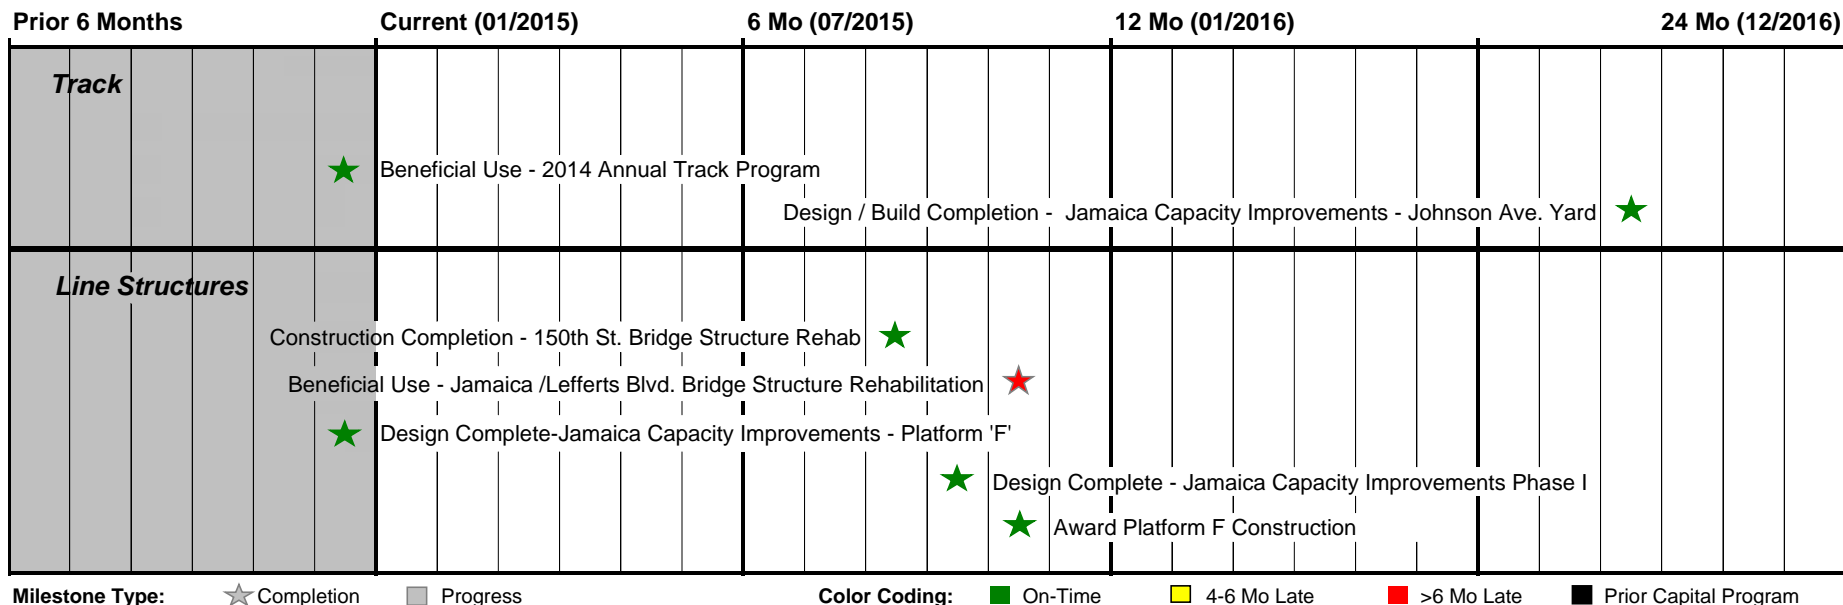 Prior 6 Months Current (01/2015) 6 Mo (07/2015) 12 Mo (01/2016) 24 Mo (12/2016)
Track
Beneficial Use - 2014 Annual Track Program
Design / Build Completion -  Jamaica Capacity Improvements - Johnson Ave. Yard
Line Structures
Construction Completion - 150th St. Bridge Structure Rehab
Beneficial Use - Jamaica /Lefferts Blvd. Bridge Structure Rehabilitation
Design Complete-Jamaica Capacity Improvements - Platform 'F'
Design Complete - Jamaica Capacity Improvements Phase I
Award Platform F Construction
Milestone Type: Completion Progress Color Coding: On-Time 4-6 Mo Late >6 Mo Late Prior Capital Program